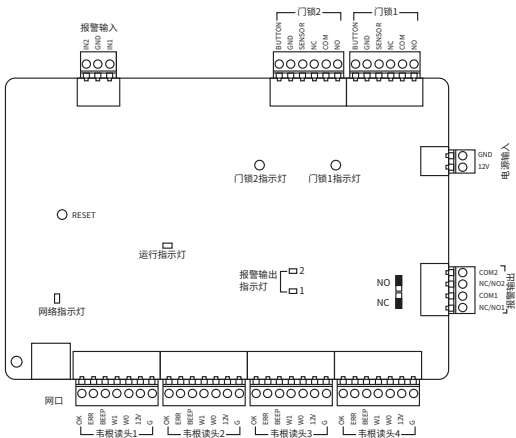 门锁2
门锁1
报警输入
IN2
GND
IN1
BUTTON
GND
SENSOR
NC
COM
NO
BUTTON
GND
SENSOR
NC
COM
NO
GND
12V
电源输入
门锁2指示灯
门锁1指示灯
RESET
运行指示灯
报警输出
指示灯
2
1
NO
NC
COM2
NC/NO2
COM1
NC/NO1
报警输出
网络指示灯
网口
OK
ERR
BEEP
W1
W0
12V
G
OK
ERR
BEEP
W1
W0
12V
G
OK
ERR
BEEP
W1
W0
12V
G
OK
ERR
BEEP
W1
W0
12V
G
韦根读头1
韦根读头2
韦根读头3
韦根读头4